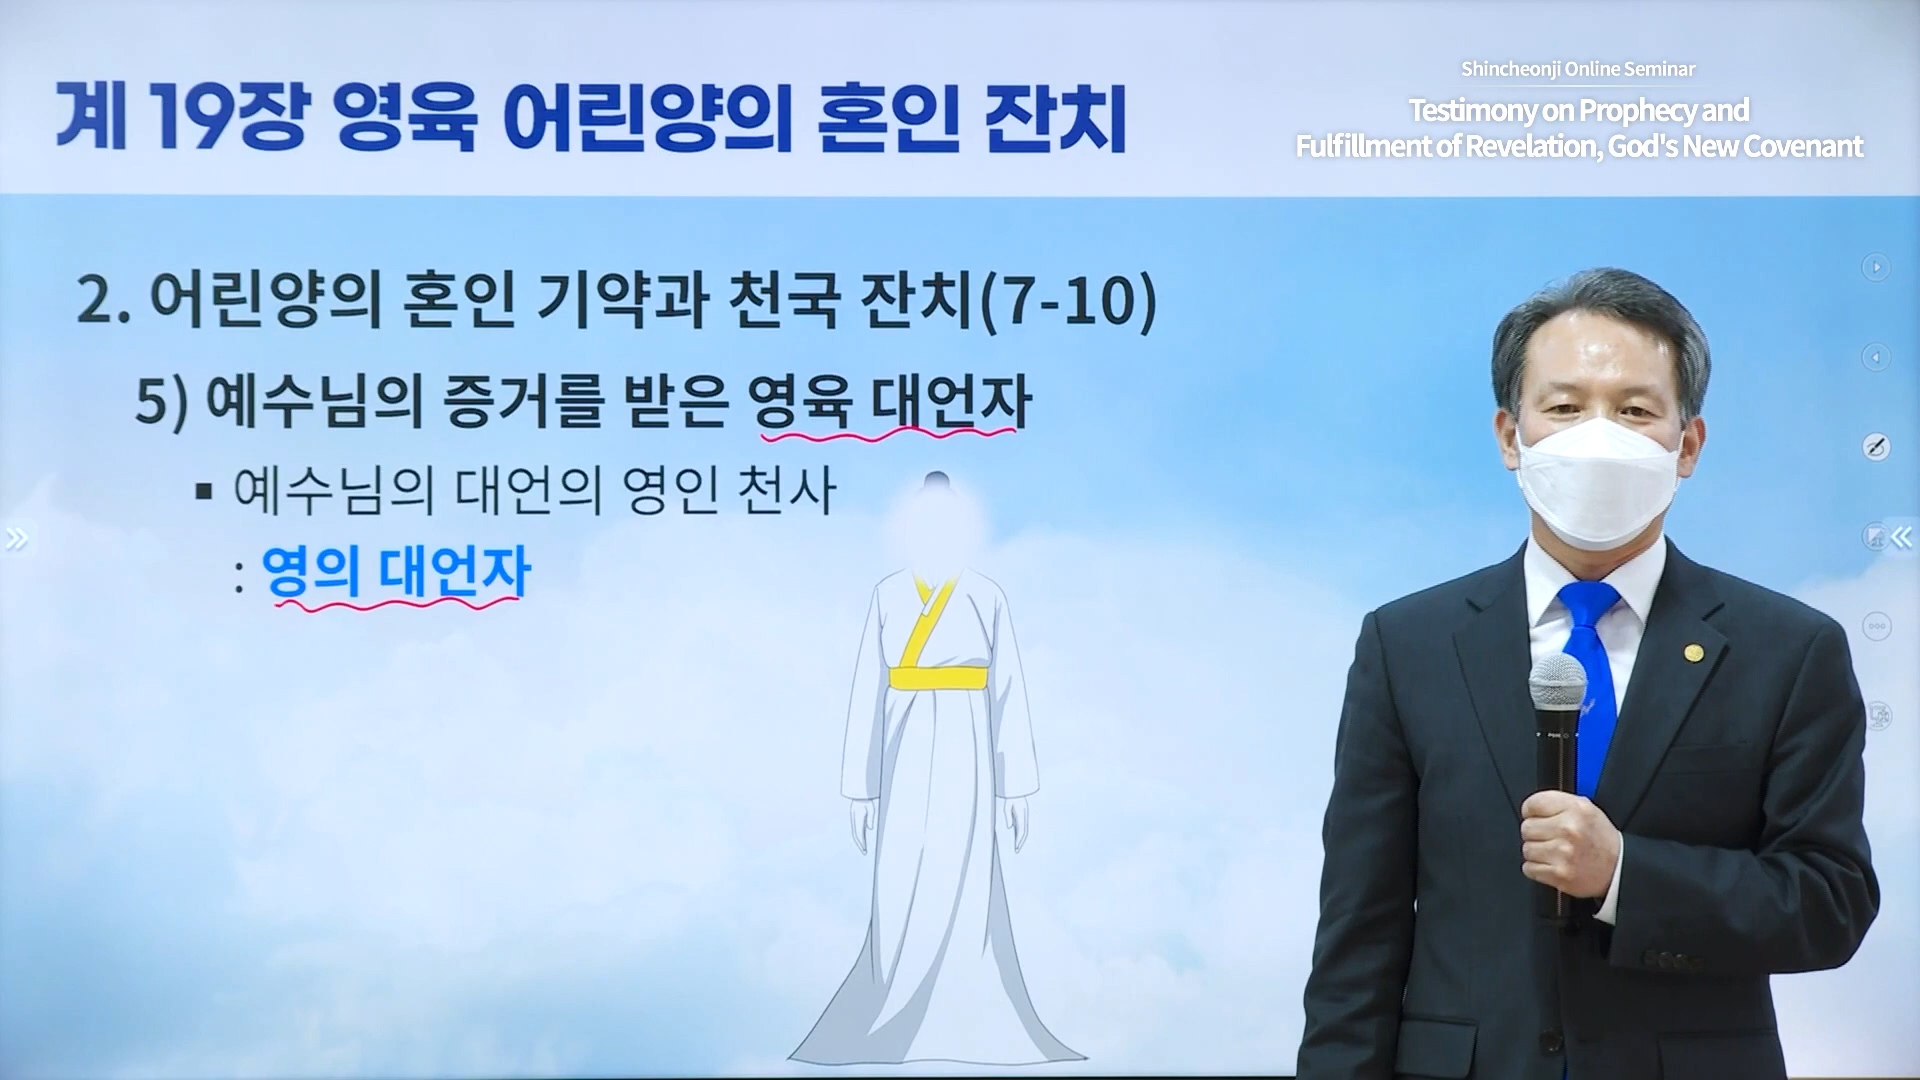 계 19장 영육 어린양의 혼인 잔치
Shincheonji Online Seminar
Testimony on Prophecy and
Fulfillment of Revelation, God's New Covenant
2. 어린양의 혼인 기약과 천국 잔치(7-10)
5) 예수님의 증거를 받은 영육 대언자
▪ 예수님의 대언의 영인 천사
: 영의 대언자